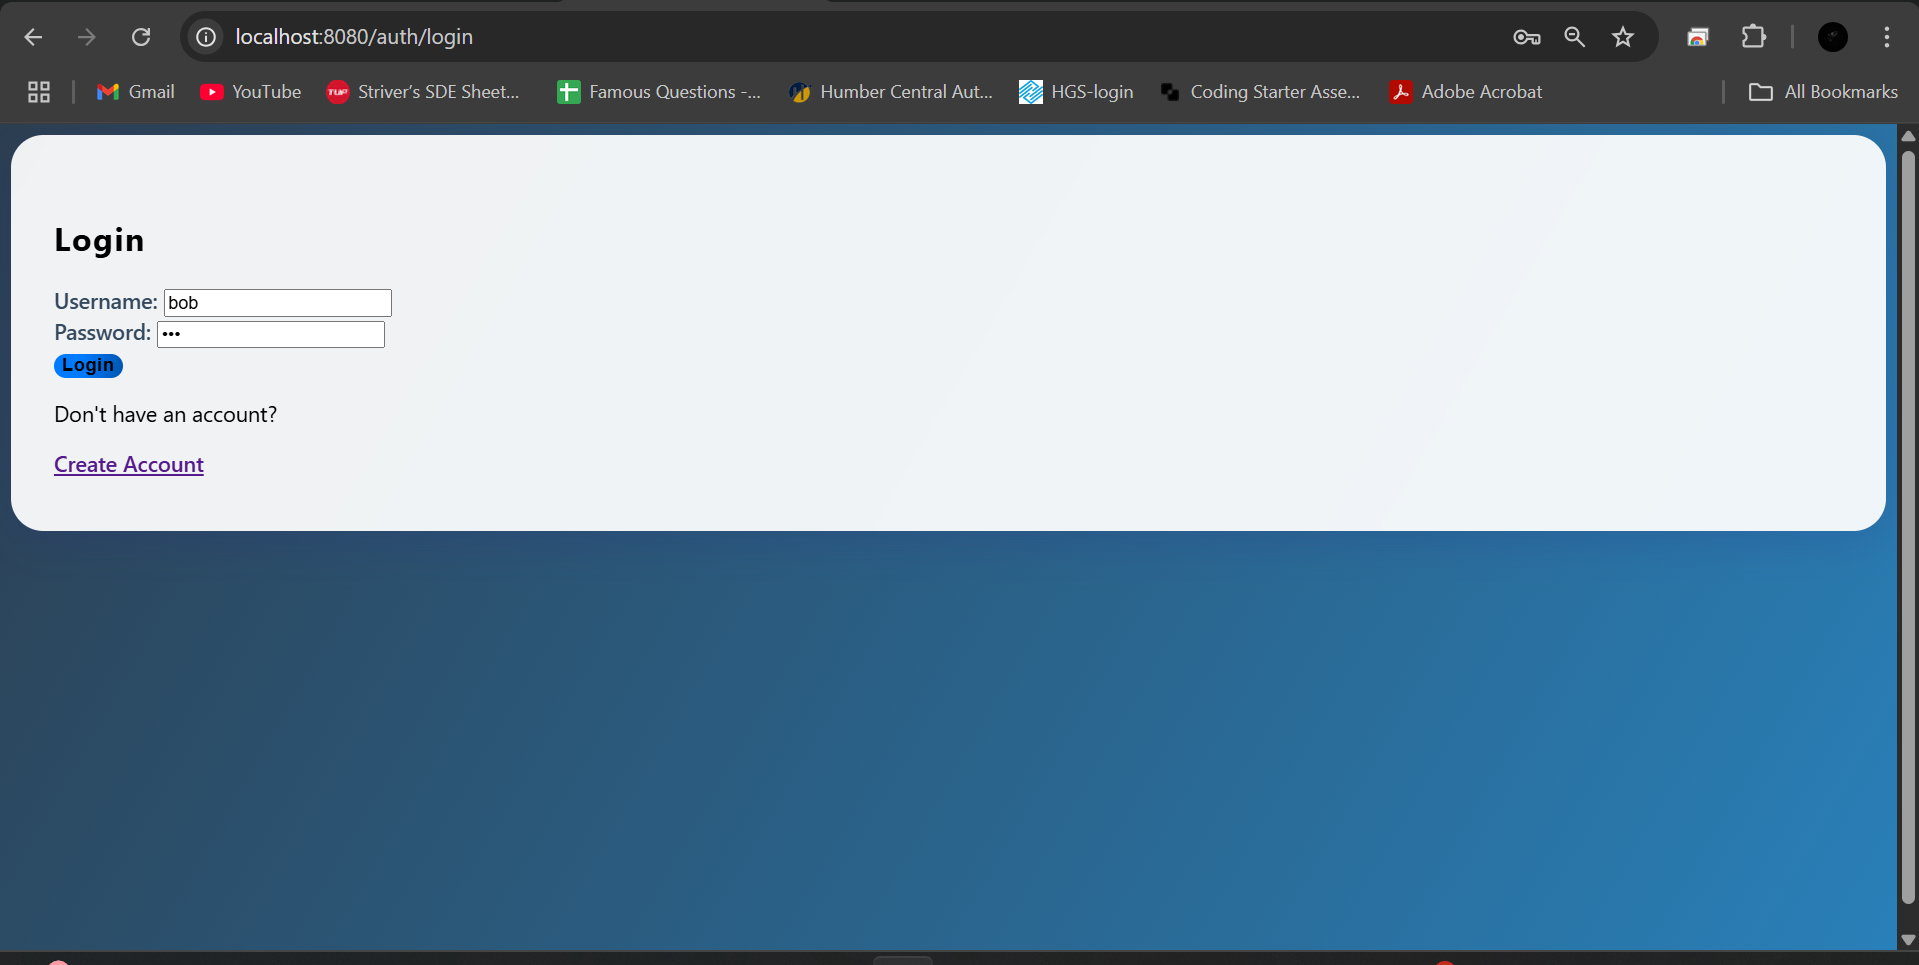 localhost:8080/auth/login
Gmail
YouTube
TUF
Striver's SDE Sheet...
Famous Questions -...
Humber Central Aut...
HGS-login
Coding Starter Asse...
Adobe Acrobat
All Bookmarks
Login
Username: bob
Password: •••
Login
Don't have an account?
Create Account